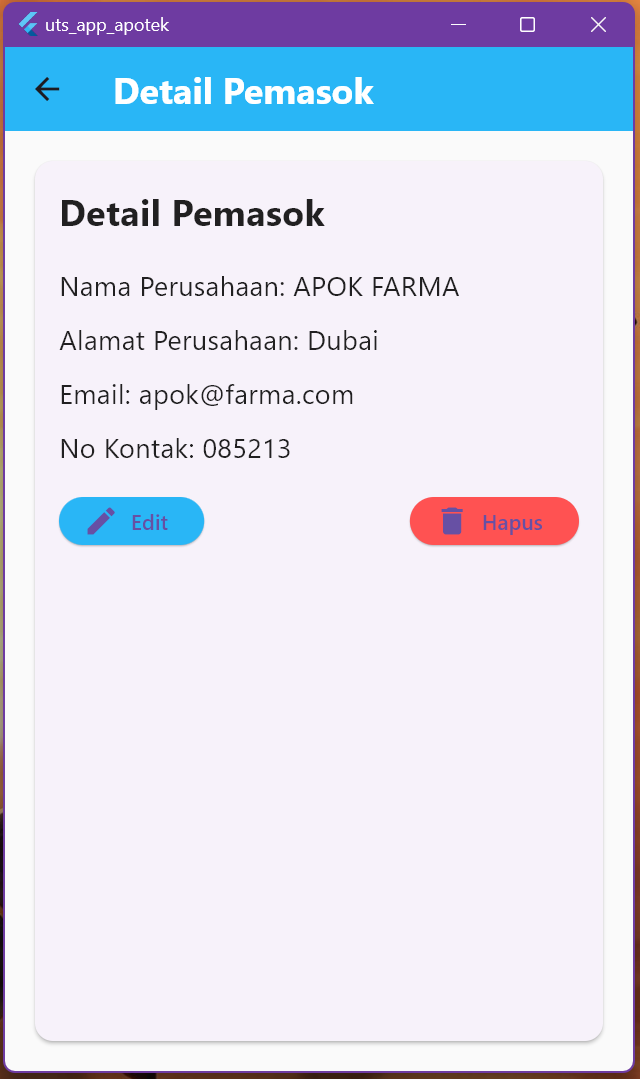 uts_app_apotek
Detail Pemasok
Detail Pemasok
Nama Perusahaan: APOK FARMA
Alamat Perusahaan: Dubai
Email: apok@farma.com
No Kontak: 085213
Edit
Hapus